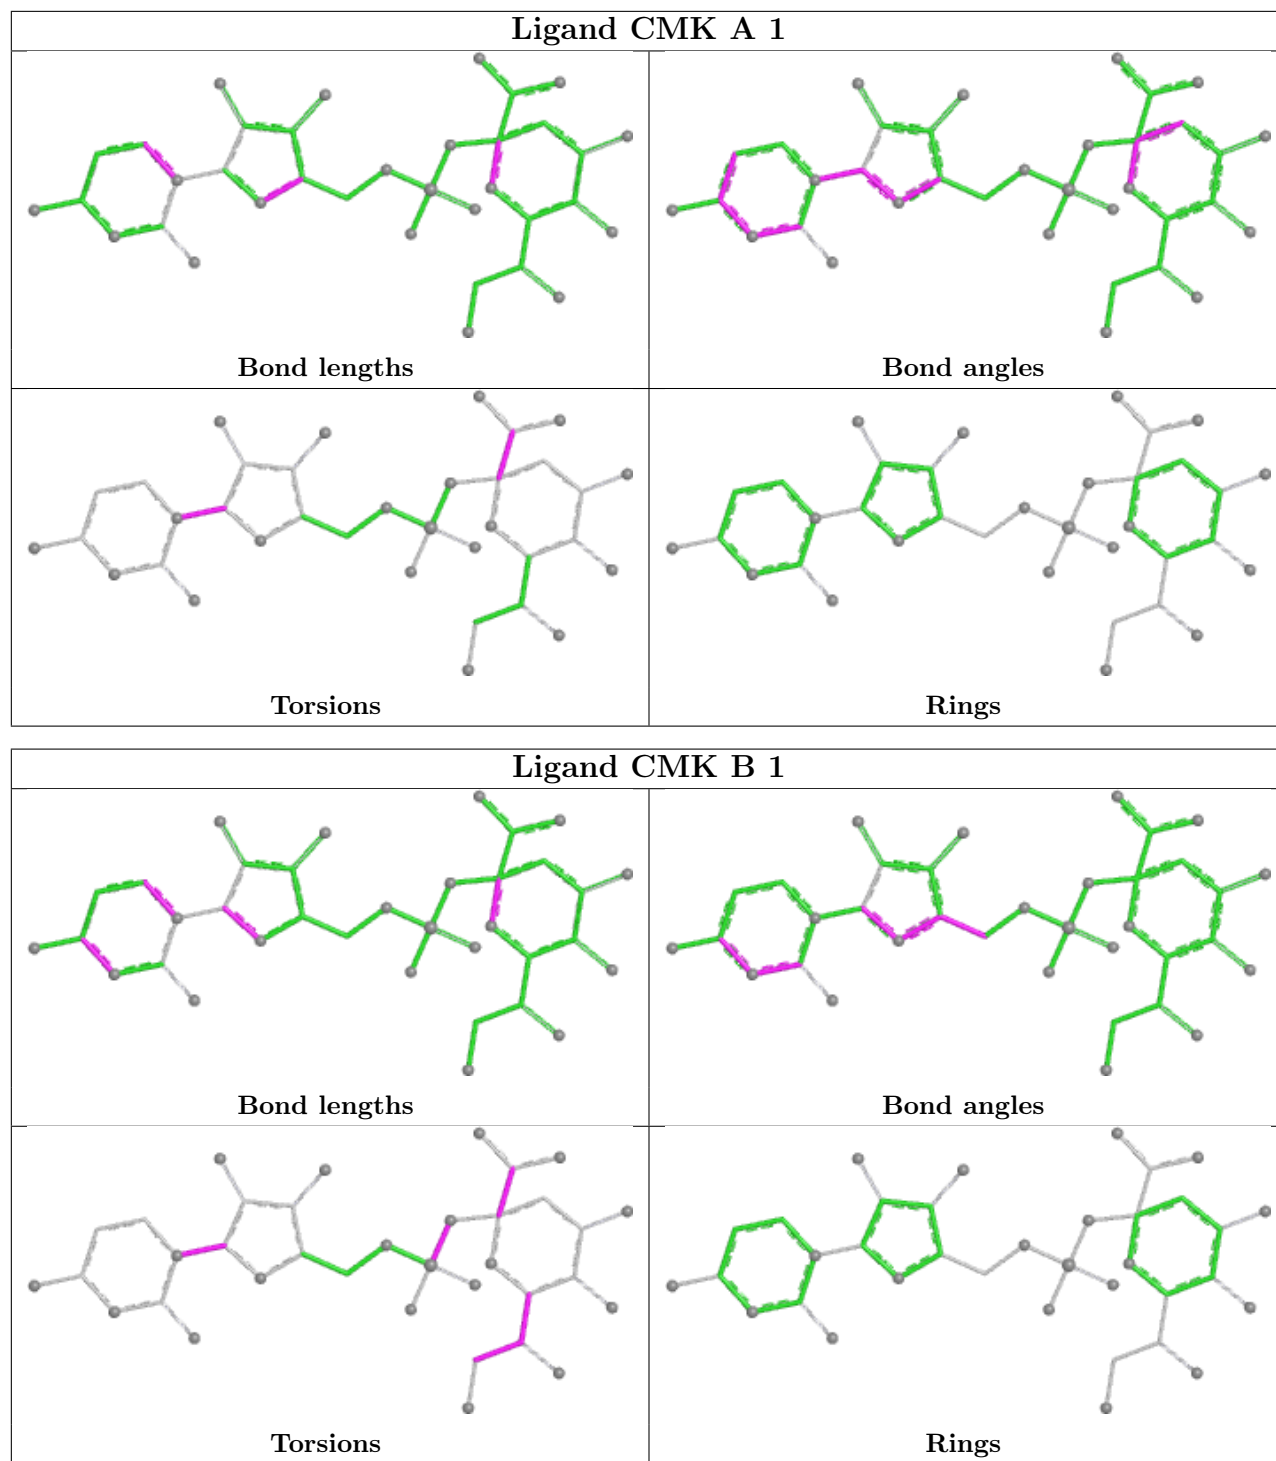 Ligand CMK A 1
Bond lengths
Bond angles
Torsions
Rings
Ligand CMK B 1
Bond lengths
Bond angles
Torsions
Rings